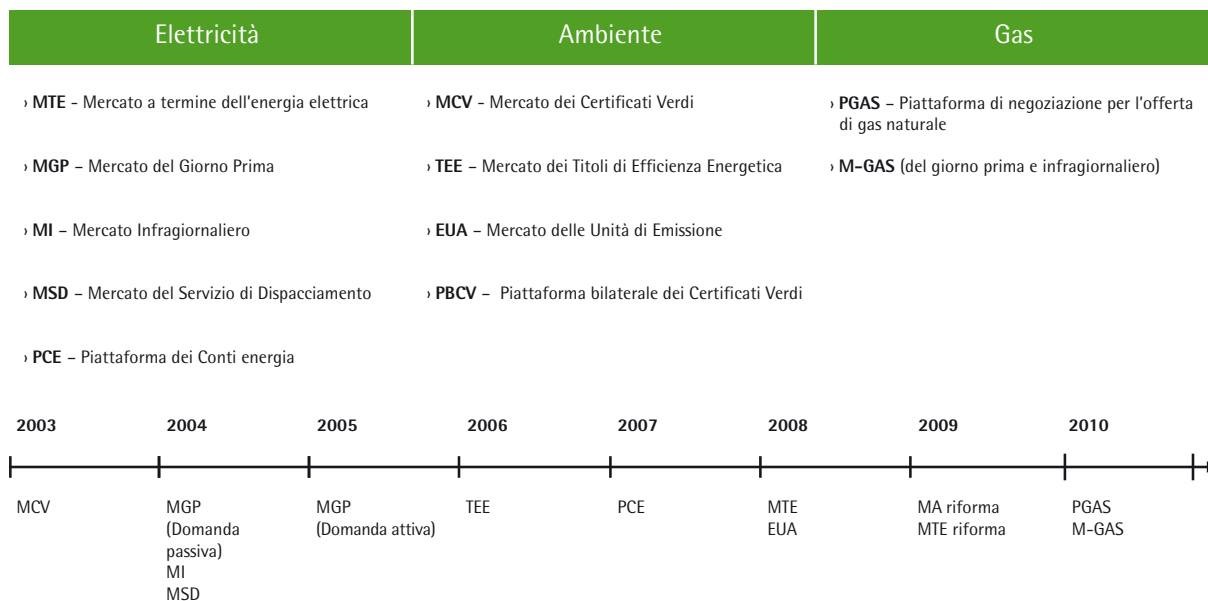 Elettricità
Ambiente
Gas
› MTE - Mercato a termine dell'energia elettrica
› MGP – Mercato del Giorno Prima
› MI – Mercato Infragiornaliero
› MSD – Mercato del Servizio di Dispacciamento
› PCE – Piattaforma dei Conti energia
› MCV - Mercato dei Certificati Verdi
› TEE – Mercato dei Titoli di Efficienza Energetica
› EUA – Mercato delle Unità di Emissione
› PBCV – Piattaforma bilaterale dei Certificati Verdi
› PGAS – Piattaforma di negoziazione per l'offerta
di gas naturale
› M-GAS (del giorno prima e infragiornaliero)
2003
2004
2005
2006
2007
2008
2009
2010
MCV
MGP
(Domanda
passiva)
MI
MSD
MGP
(Domanda attiva)
TEE
PCE
MTE
EUA
MA riforma
MTE riforma
PGAS
M-GAS